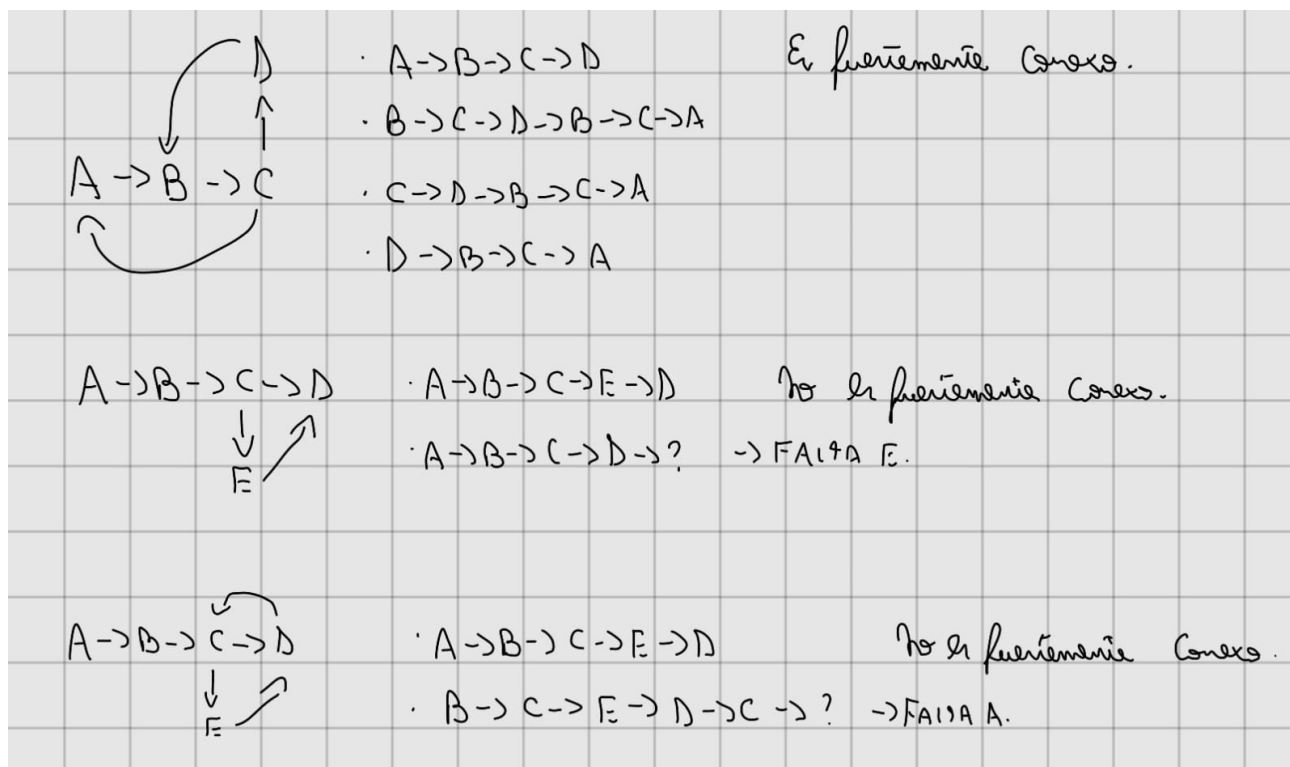 D · A->B->C->D Es fuertemente Conexo.
· B->C->D->B->C->A
A -> B -> C · C->D->B->C->A
· D->B->C->A
A->B->C->D · A->B->C->E->D No es fuertemente Conexo.
E · A->B->C->D->? -> FALTA E.
A->B->C->D · A->B->C->E->D No es fuertemente Conexo.
E · B->C->E->D->C->? -> FALTA A.